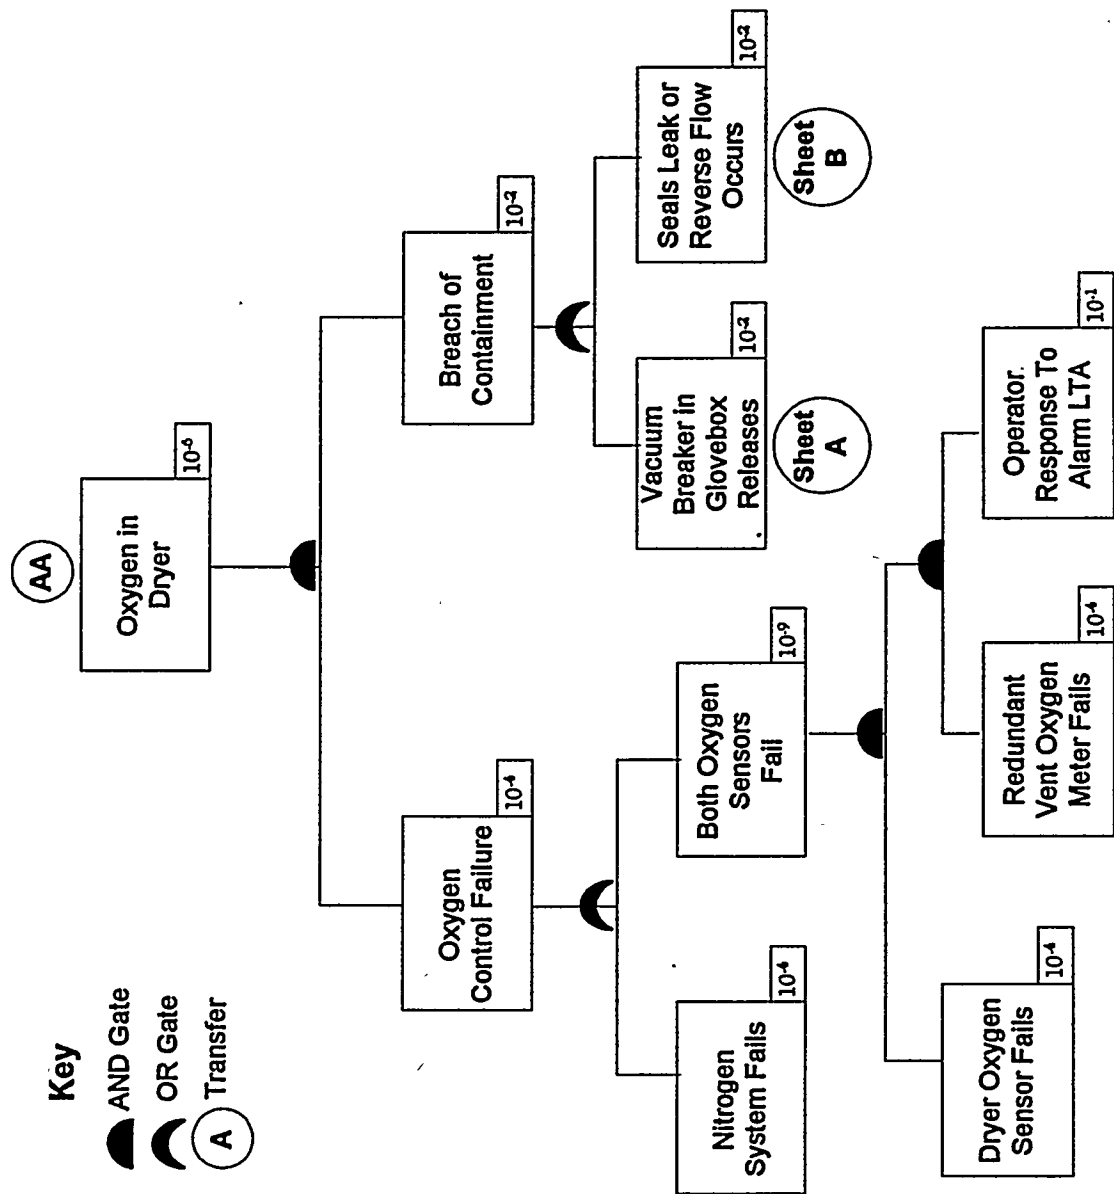 Key
AND Gate
OR Gate
A
Transfer
AA
Oxygen in
Dryer
10-6
Oxygen
Control Failure
10-4
Breach of
Containment
10-2
Nitrogen
System Fails
10-4
Both Oxygen
Sensors
Fail
10-9
Vacuum
Breaker in
Glovebox
Releases
10-2
Sheet
A
Seals Leak or
Reverse Flow
Occurs
10-2
Sheet
B
Dryer Oxygen
Sensor Fails
10-4
Redundant
Vent Oxygen
Meter Fails
10-4
Operator.
Response To
Alarm LTA
10-1